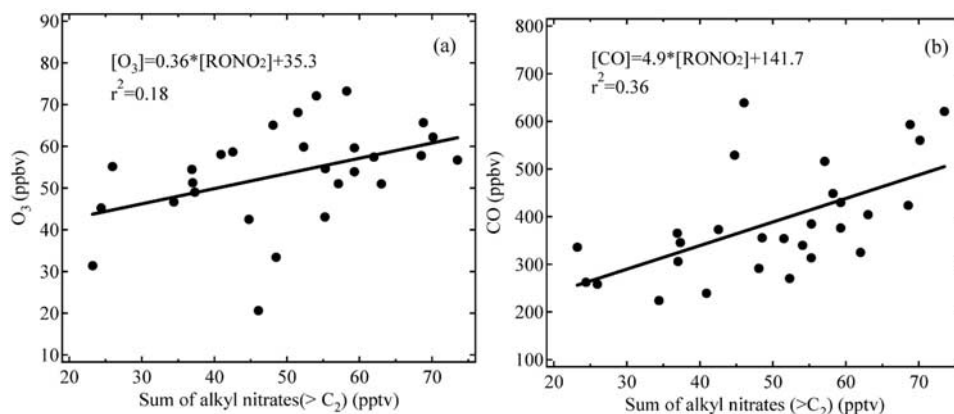 (a)
[O₃]=0.36*[RONO₂]+35.3
r²=0.18
O₃ (ppbv)
90
80
70
60
50
40
30
20
10
20 30 40 50 60 70
Sum of alkyl nitrates(> C₂) (pptv)
(b)
[CO]=4.9*[RONO₂]+141.7
r²=0.36
CO (ppbv)
800
700
600
500
400
300
200
100
20 30 40 50 60 70
Sum of alkyl nitrates (>C₂) (pptv)